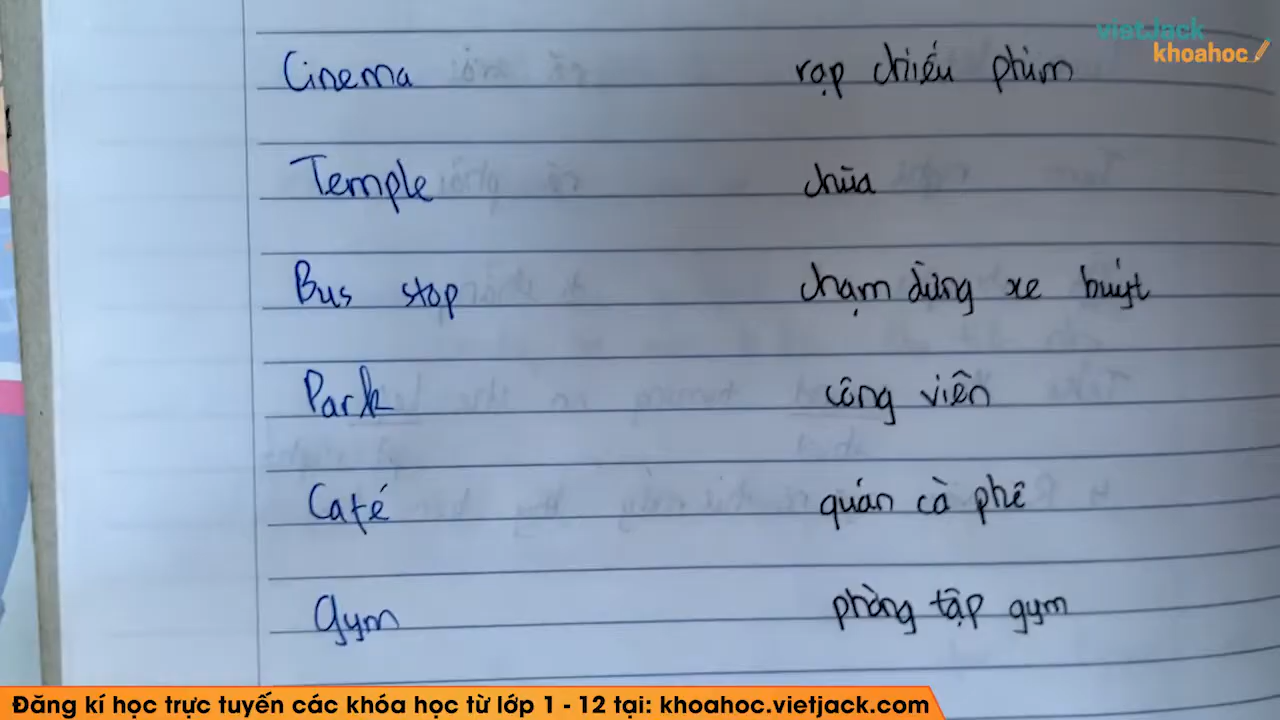 vietJack
khoahoc
Cinema rạp chiếu phim
Temple chùa
Bus stop chạm dừng xe buýt
Park công viên
Café quán cà phê
gym phòng tập gym
Đăng kí học trực tuyến các khóa học từ lớp 1 - 12 tại: khoahoc.vietjack.com